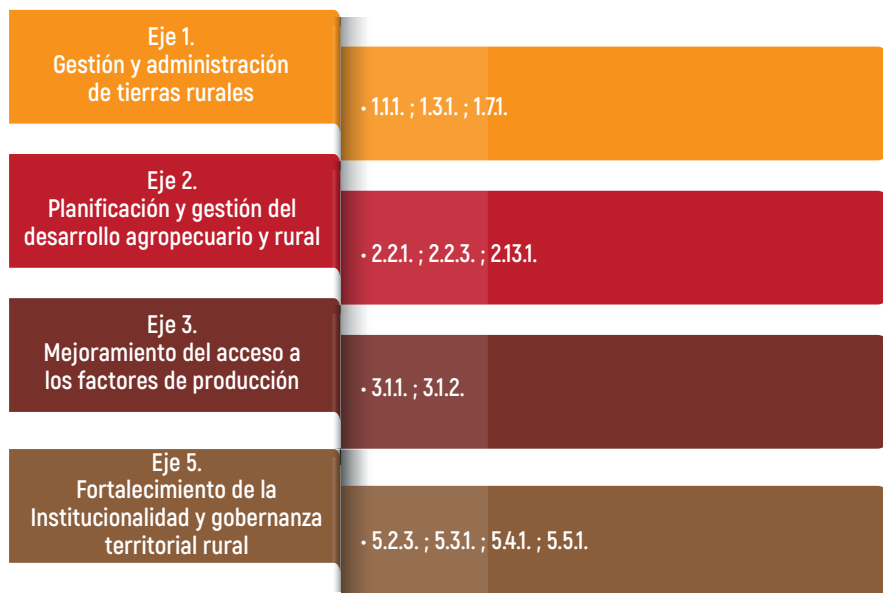 Eje 1.
Gestión y administración
de tierras rurales
• 1.1.1. ; 1.3.1. ; 1.7.1.
Eje 2.
Planificación y gestión del
desarrollo agropecuario y rural
• 2.2.1. ; 2.2.3. ; 2.13.1.
Eje 3.
Mejoramiento del acceso a
los factores de producción
• 3.1.1. ; 3.1.2.
Eje 5.
Fortalecimiento de la
Institucionalidad y gobernanza
territorial rural
• 5.2.3. ; 5.3.1. ; 5.4.1. ; 5.5.1.